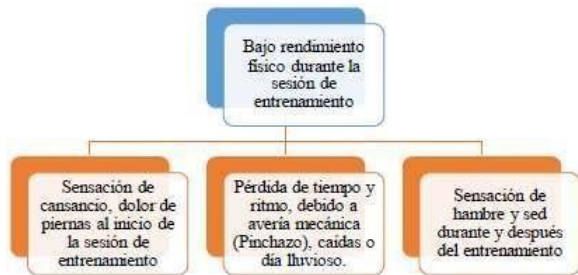 Bajo rendimiento
físico durante la
sesión de
entrenamiento
Sensación de
cansancio, dolor de
piernas al inicio de
la sesión de
entrenamiento
Pérdida de tiempo y
ritmo, debido a
avería mecánica
(Pinchazo), caídas o
día lluvioso.
Sensación de
hambre y sed
durante y después
del entrenamiento